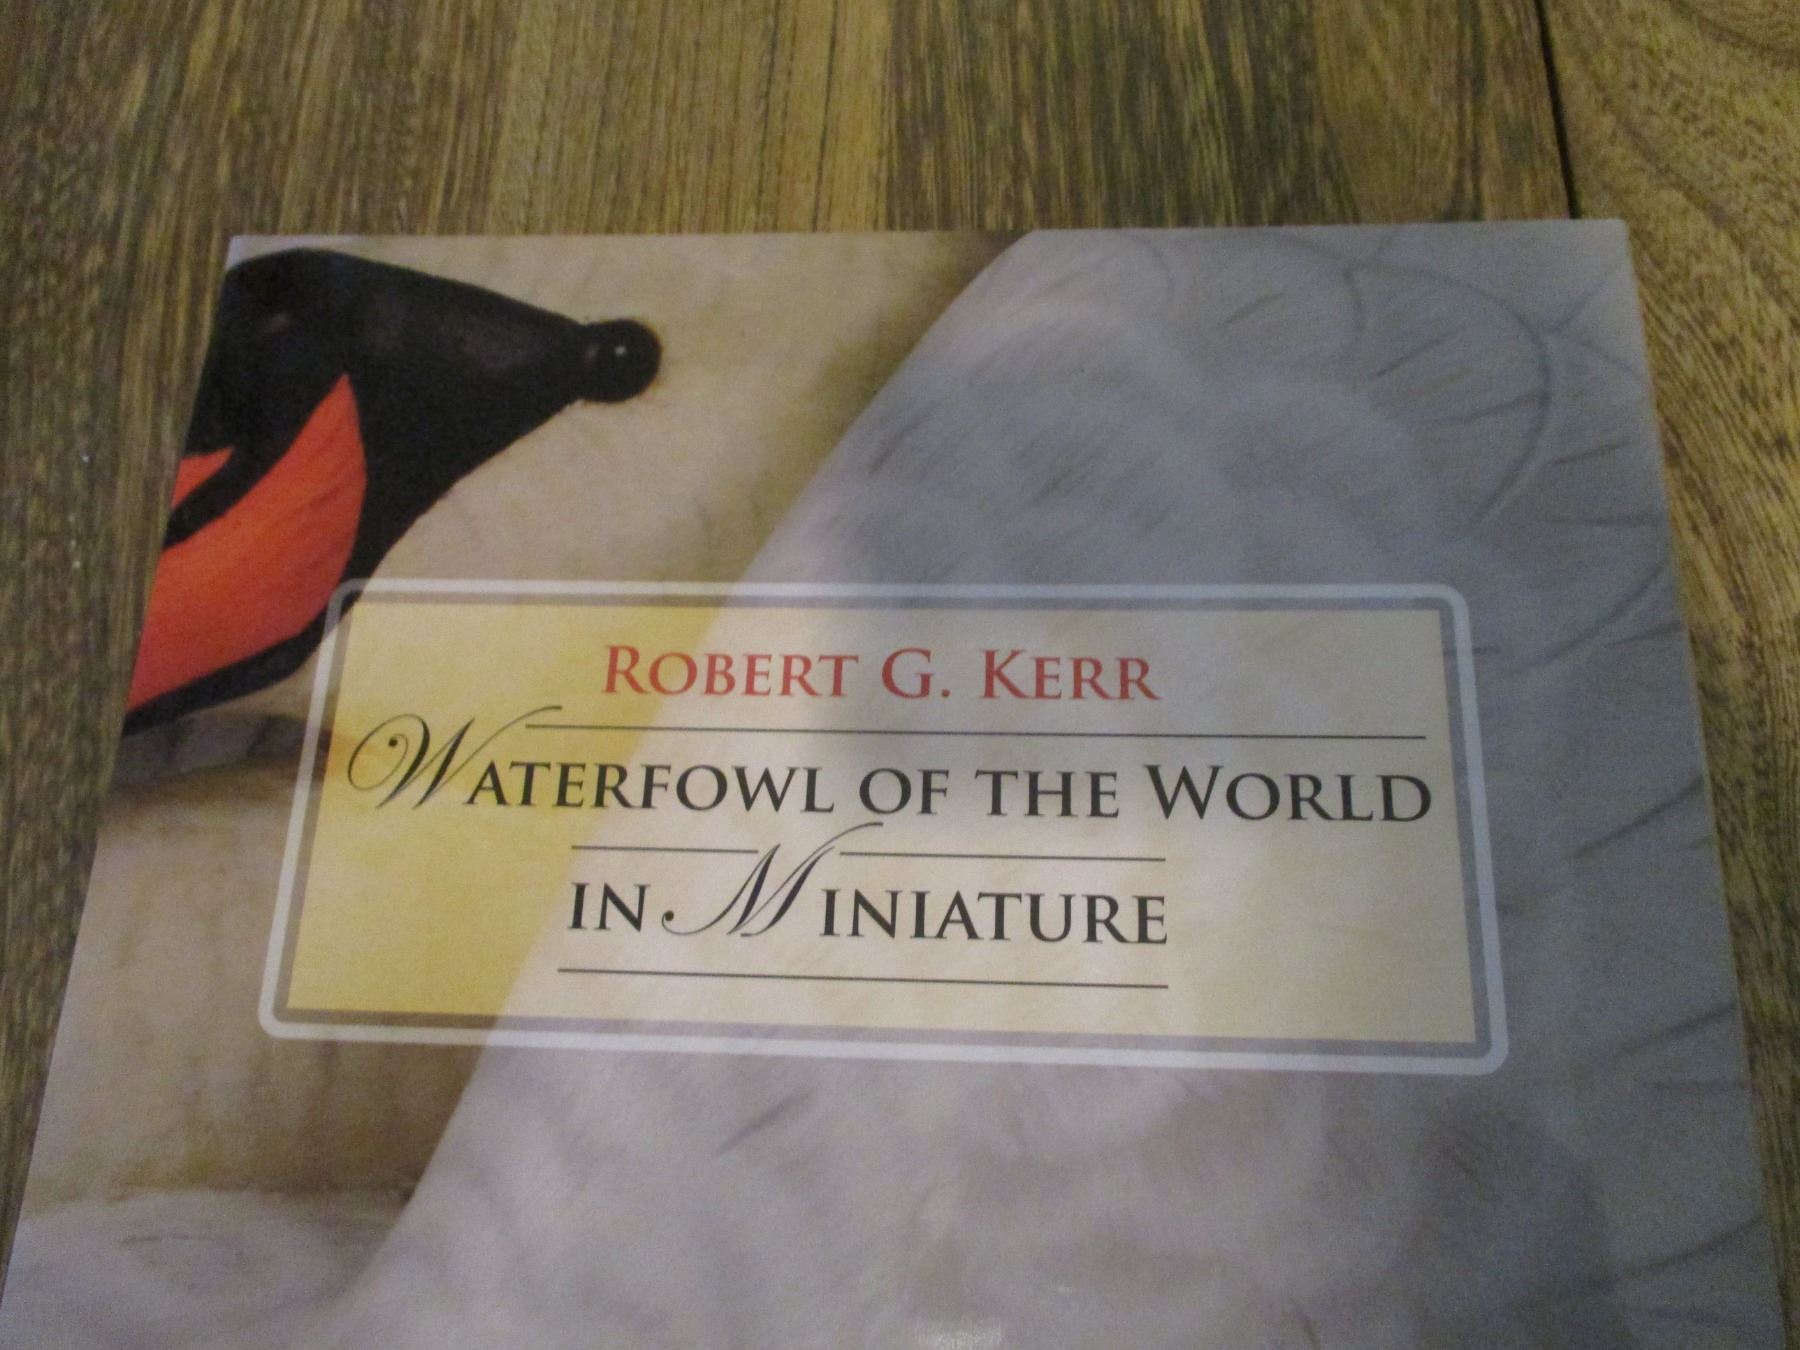 ROBERT G. KERR
WATERFOWL OF THE WORLD
IN MINIATURE